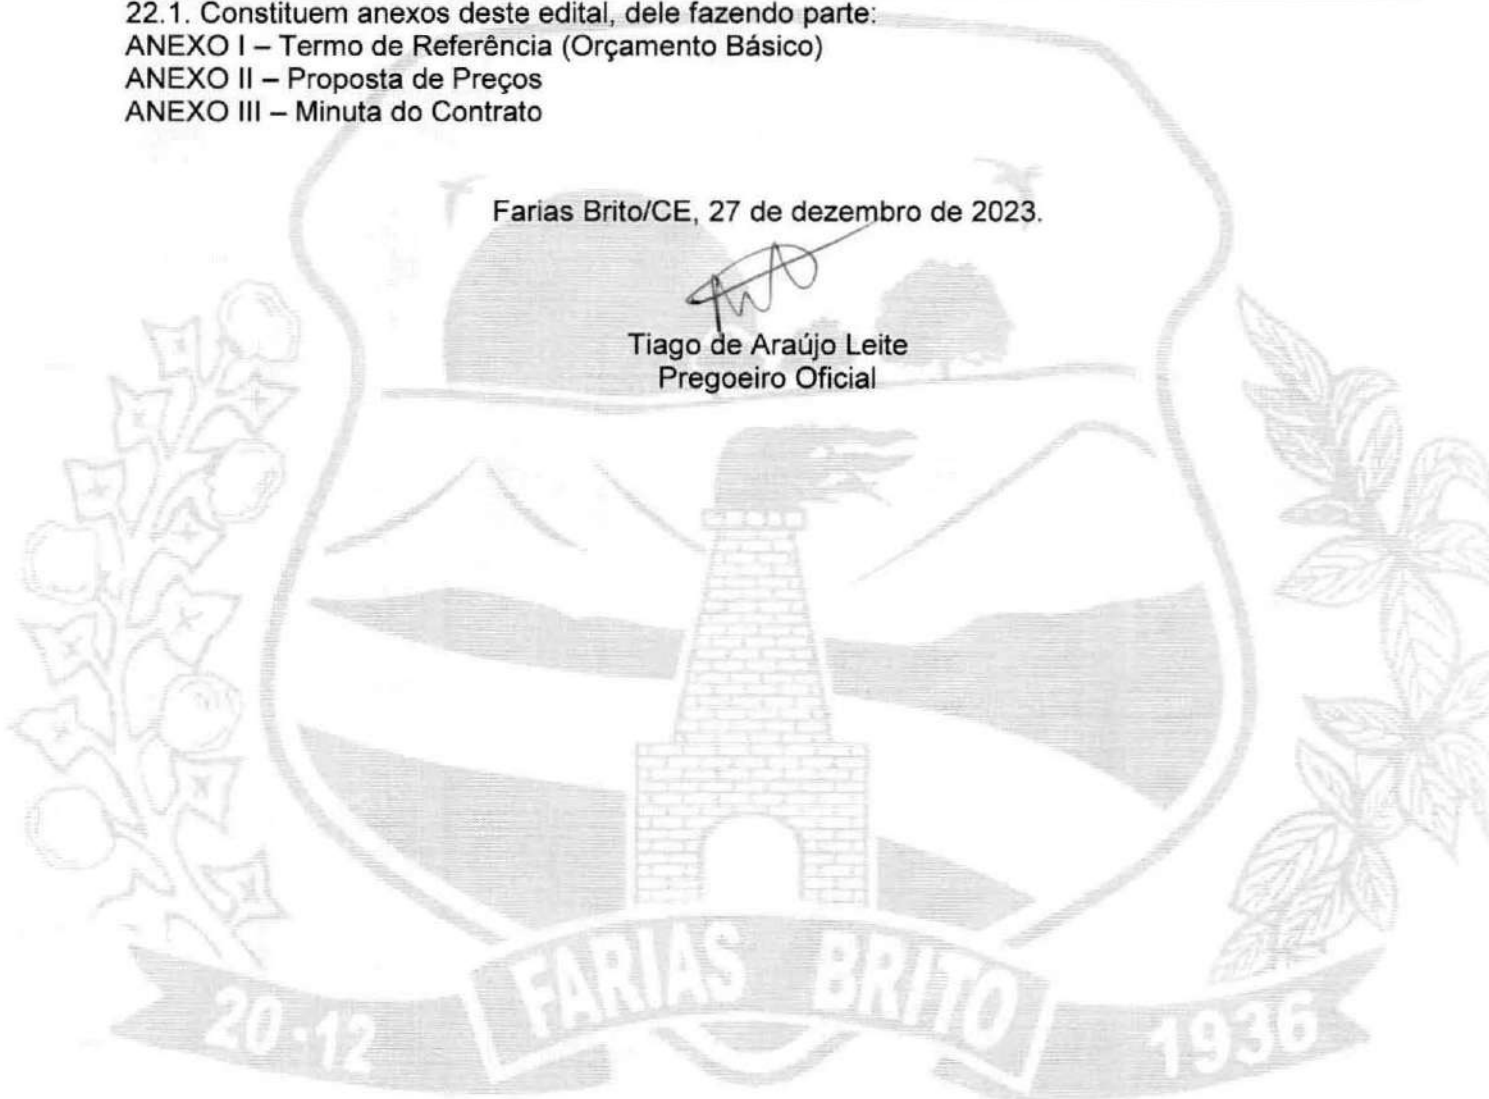 22.1. Constituem anexos deste edital, dele fazendo parte:
ANEXO I – Termo de Referência (Orçamento Básico)
ANEXO II – Proposta de Preços
ANEXO III – Minuta do Contrato
Farias Brito/CE, 27 de dezembro de 2023.
Tiago de Araújo Leite
Pregoeiro Oficial
FARIAS BRITO
20-12
1936